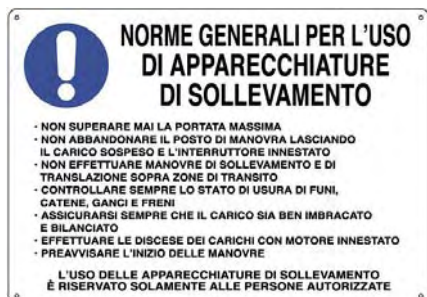 NORME GENERALI PER L'USO
DI APPARECCHIATURE
DI SOLLEVAMENTO
· NON SUPERARE MAI LA PORTATA MASSIMA
· NON ABBANDONARE IL POSTO DI MANOVRA LASCIANDO
IL CARICO SOSPESO E L'INTERRUTTORE INNESTATO
· NON EFFETTUARE MANOVRE DI SOLLEVAMENTO E DI
TRANSLAZIONE SOPRA ZONE DI TRANSITO
· CONTROLLARE SEMPRE LO STATO DI USURA DI FUNI,
CATENE, GANCI E FRENI
· ASSICURARSI SEMPRE CHE IL CARICO SIA BEN IMBRACATO
E BILANCIATO
· EFFETTUARE LE DISCESE DEI CARICHI CON MOTORE INNESTATO
· PREAVVISARE L'INIZIO DELLE MANOVRE
L'USO DELLE APPARECCHIATURE DI SOLLEVAMENTO
È RISERVATO SOLAMENTE ALLE PERSONE AUTORIZZATE